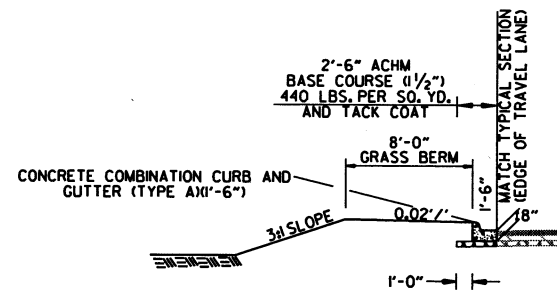 2'-6" ACHM
BASE COURSE (1½")
440 LBS. PER SQ. YD.
AND TACK COAT
8'-0"
GRASS BERM
CONCRETE COMBINATION CURB AND
GUTTER (TYPE A)(1'-6")
3:1 SLOPE
0.02'/'
1'-6"
MATCH TYPICAL SECTION
(EDGE OF TRAVEL LANE)
8"
1'-0"